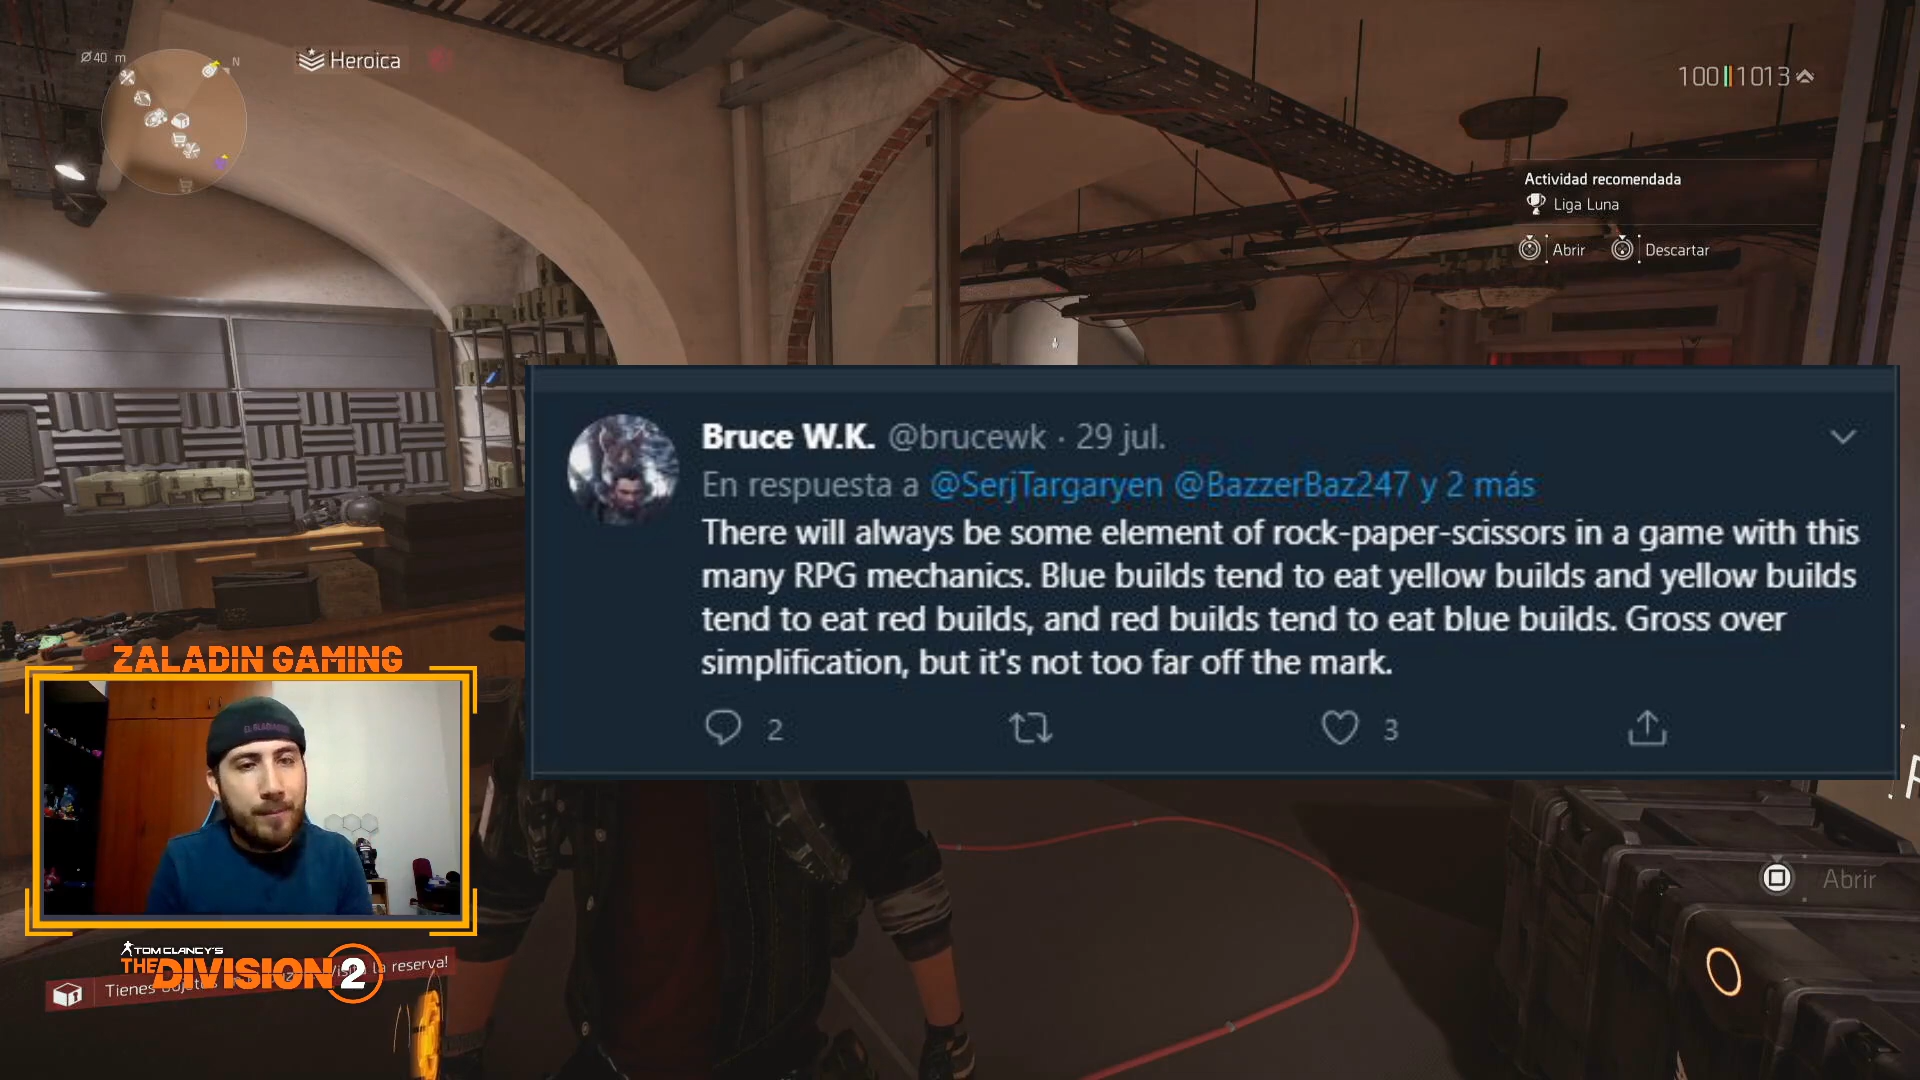 Ø40 m
N
Heroica
100 1013
Actividad recomendada
Liga Luna
Abrir
Descartar
Bruce W.K. @brucewk · 29 jul.
En respuesta a @SerjTargaryen @BazzerBaz247 y 2 más
There will always be some element of rock-paper-scissors in a game with this
many RPG mechanics. Blue builds tend to eat yellow builds and yellow builds
tend to eat red builds, and red builds tend to eat blue builds. Gross over
simplification, but it's not too far off the mark.
2
3
ZALADIN GAMING
Abrir
TOM CLANCY'S
THE DIVISION 2
Tienes la reserva!